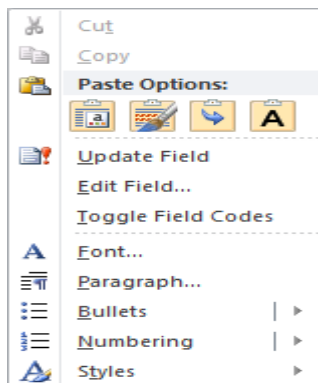 Cut
Copy
Paste Options:
a A
Update Field
Edit Field...
Toggle Field Codes
A Font...
Paragraph...
Bullets
Numbering
Styles